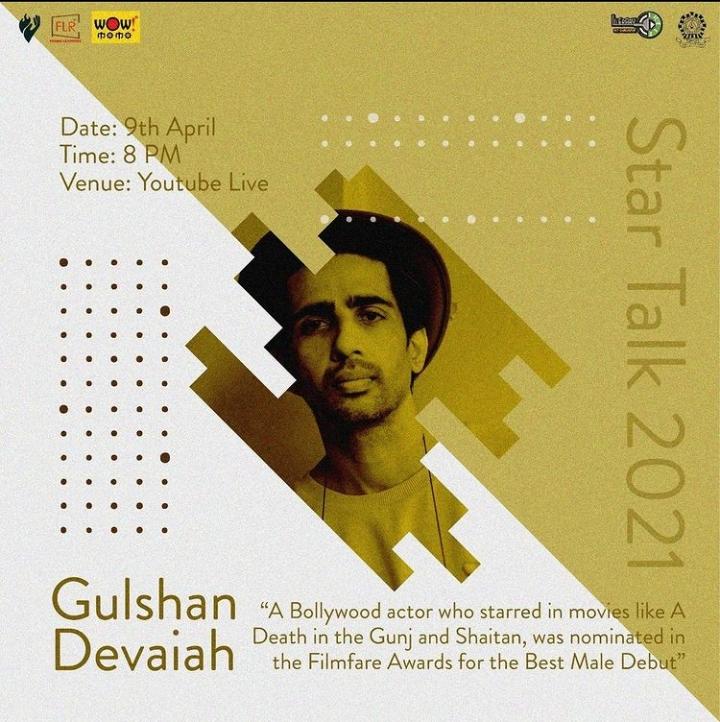 FLR
WOW!
MOMO
Date: 9th April
Time: 8 PM
Venue: Youtube Live
Star Talk 2021
Gulshan
Devaiah
“A Bollywood actor who starred in movies like A
Death in the Gunj and Shaitan, was nominated in
the Filmfare Awards for the Best Male Debut”